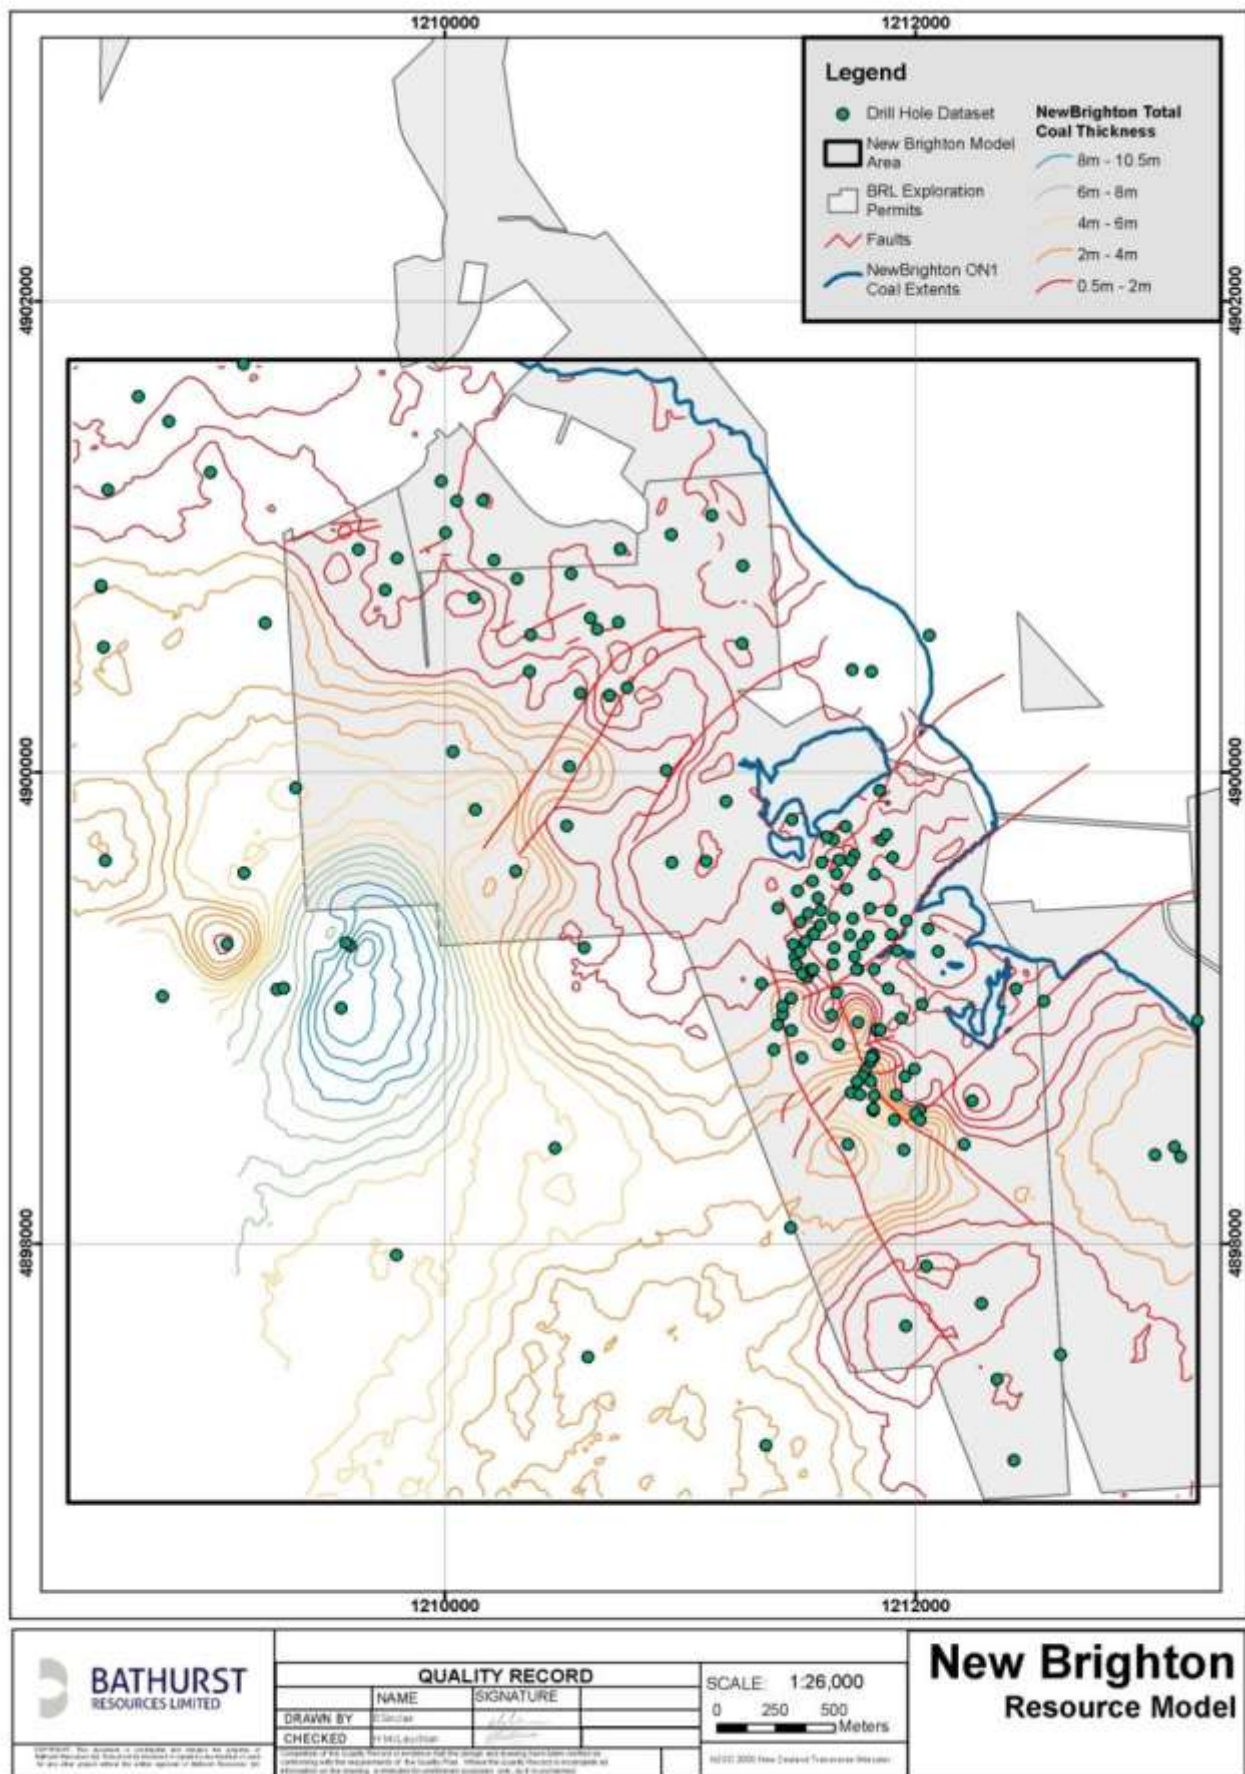 1210000
1212000
Legend
Drill Hole Dataset
New Brighton Model
Area
BRL Exploration
Permits
Faults
NewBrighton ON1
Coal Extents
NewBrighton Total
Coal Thickness
8m - 10.5m
6m - 8m
4m - 6m
2m - 4m
0.5m - 2m
4902000
4902000
4900000
4900000
4898000
4898000
1210000
1212000
BATHURST
RESOURCES LIMITED
QUALITY RECORD
NAME
SIGNATURE
DRAWN BY
CHECKED
SCALE: 1:26,000
0 250 500
Meters
New Brighton
Resource Model